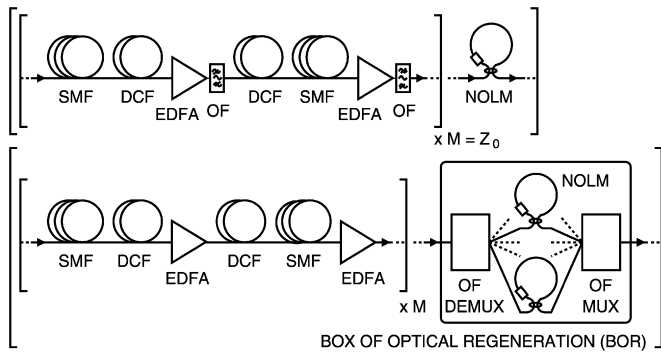 SMF DCF EDFA OF DCF SMF EDFA OF NOLM
x M = Z0
SMF DCF EDFA DCF SMF EDFA
x M
NOLM
OF DEMUX
OF MUX
BOX OF OPTICAL REGENERATION (BOR)